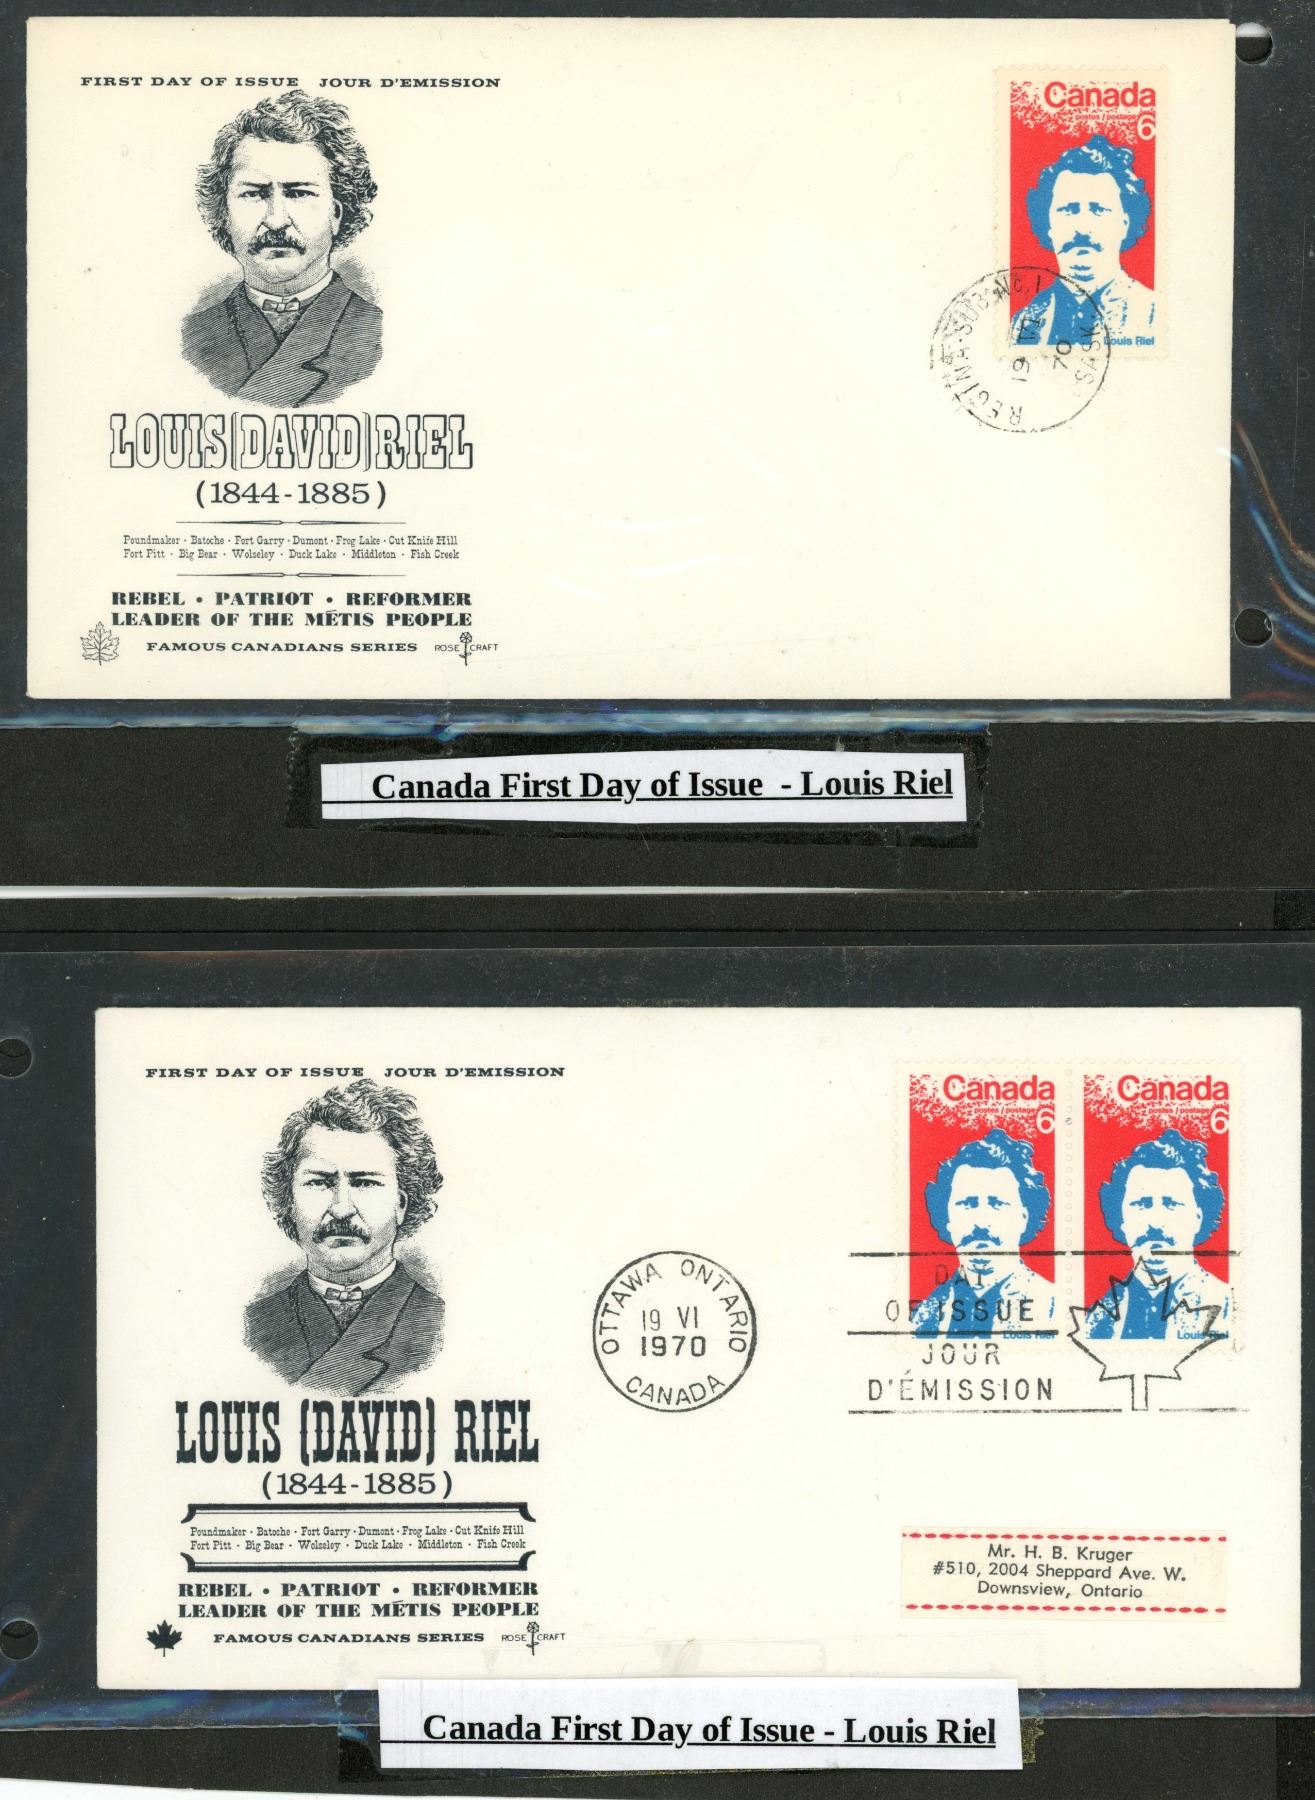 FIRST DAY OF ISSUE JOUR D'EMISSION
Canada
postes / postage
6
Louis Riel
REGINA-SUB. No. 1
19 VI
70
SASK
LOUIS (DAVID) RIEL
(1844-1885)
Poundmaker · Batoche · Fort Garry · Dumont · Frog Lake · Cut Knife Hill
Fort Pitt · Big Bear · Wolseley · Duck Lake · Middleton · Fish Creek
REBEL • PATRIOT • REFORMER
LEADER OF THE MÉTIS PEOPLE
FAMOUS CANADIANS SERIES ROSE CRAFT
Canada First Day of Issue - Louis Riel
FIRST DAY OF ISSUE JOUR D'EMISSION
Canada
postes / postage
6
Louis Riel
Canada
postes / postage
6
Louis Riel
OTTAWA ONTARIO
19 VI
1970
CANADA
DAY
OF ISSUE
JOUR
D'ÉMISSION
LOUIS (DAVID) RIEL
(1844-1885)
Poundmaker · Batoche · Fort Garry · Dumont · Frog Lake · Cut Knife Hill
Fort Pitt · Big Bear · Wolseley · Duck Lake · Middleton · Fish Creek
REBEL • PATRIOT • REFORMER
LEADER OF THE MÉTIS PEOPLE
FAMOUS CANADIANS SERIES ROSE CRAFT
Mr. H. B. Kruger
#510, 2004 Sheppard Ave. W.
Downsview, Ontario
Canada First Day of Issue - Louis Riel